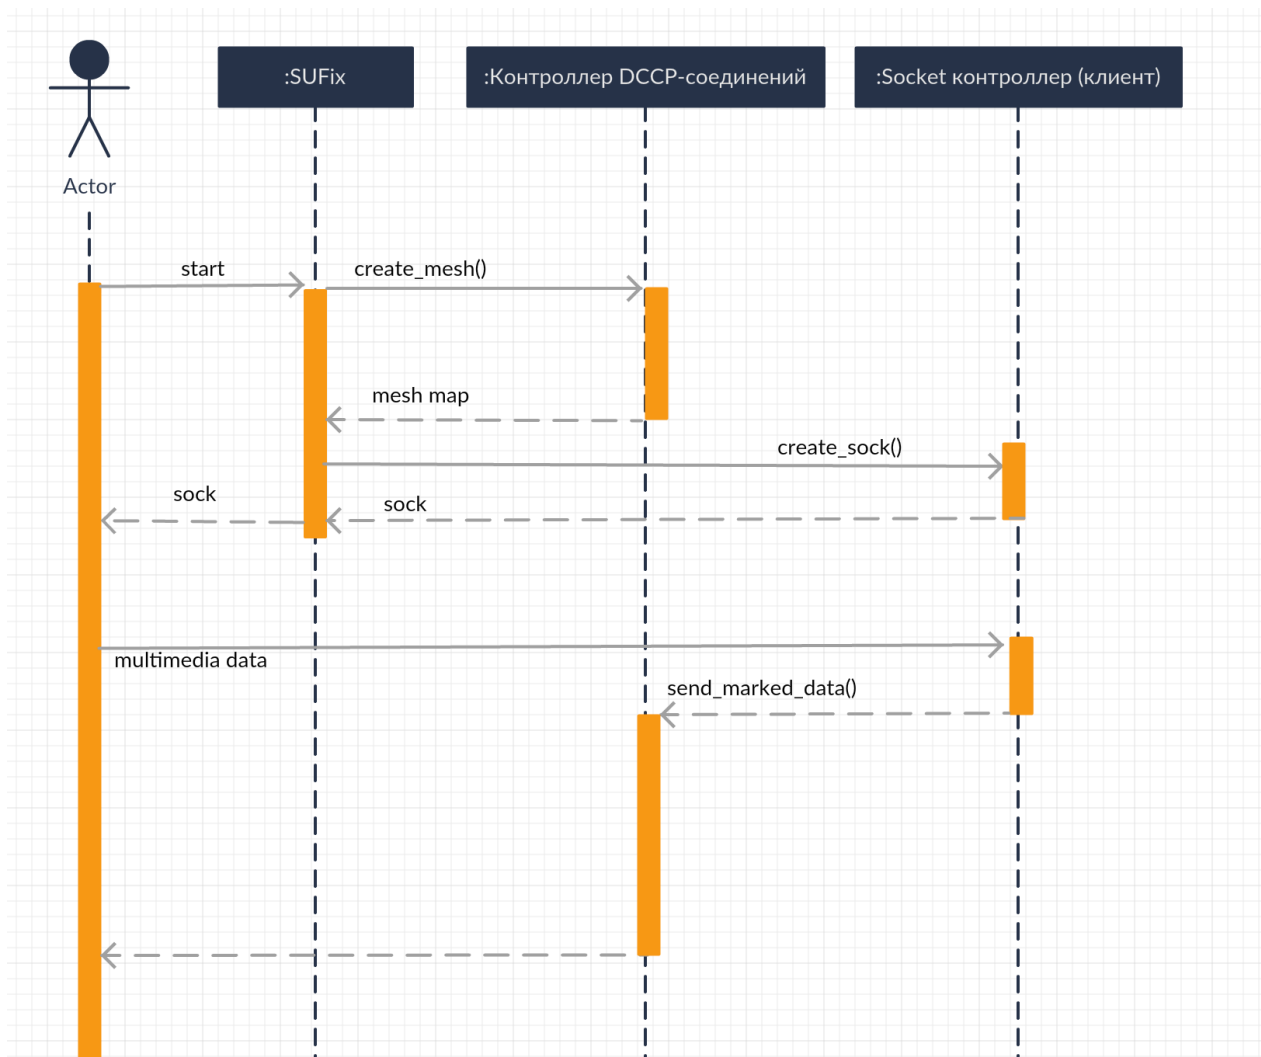 :SUFix
:Контроллер DCCP-соединений
:Socket контроллер (клиент)
Actor
start
create_mesh()
mesh map
create_sock()
sock
sock
multimedia data
send_marked_data()